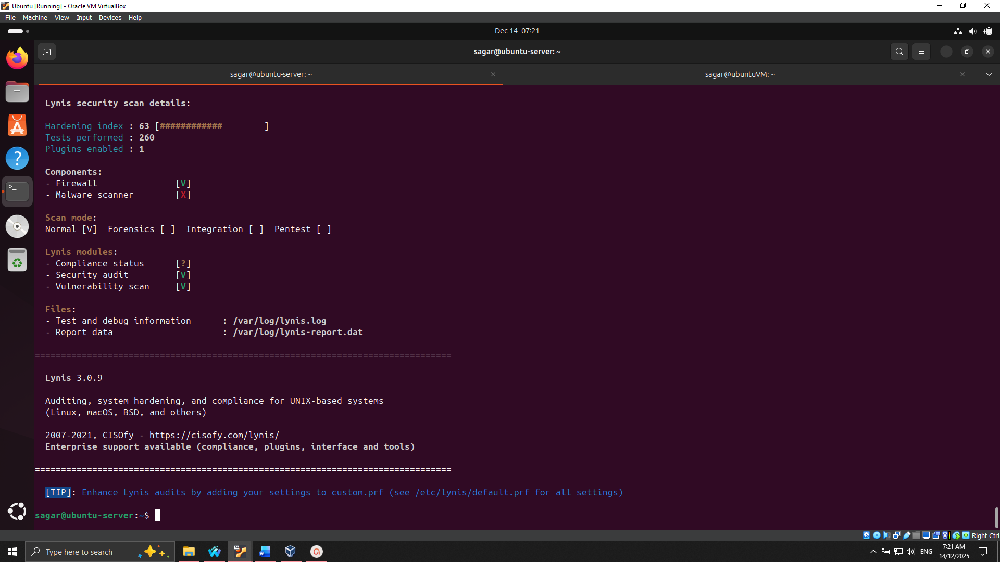 Ubuntu [Running] - Oracle VM VirtualBox
File Machine View Input Devices Help
Dec 14 07:21
sagar@ubuntu-server: ~
sagar@ubuntu-server: ~
sagar@ubuntuVM: ~
Lynis security scan details:
Hardening index : 63 [############        ]
Tests performed : 260
Plugins enabled : 1
Components:
- Firewall [V]
- Malware scanner [X]
Scan mode:
Normal [V] Forensics [ ] Integration [ ] Pentest [ ]
Lynis modules:
- Compliance status [?]
- Security audit [V]
- Vulnerability scan [V]
Files:
- Test and debug information : /var/log/lynis.log
- Report data : /var/log/lynis-report.dat
================================================================================
Lynis 3.0.9
Auditing, system hardening, and compliance for UNIX-based systems
(Linux, macOS, BSD, and others)
2007-2021, CISOfy - https://cisofy.com/lynis/
Enterprise support available (compliance, plugins, interface and tools)
================================================================================
[TIP]: Enhance Lynis audits by adding your settings to custom.prf (see /etc/lynis/default.prf for all settings)
sagar@ubuntu-server:~$
Right Ctrl
Type here to search
ENG
7:21 AM
14/12/2025